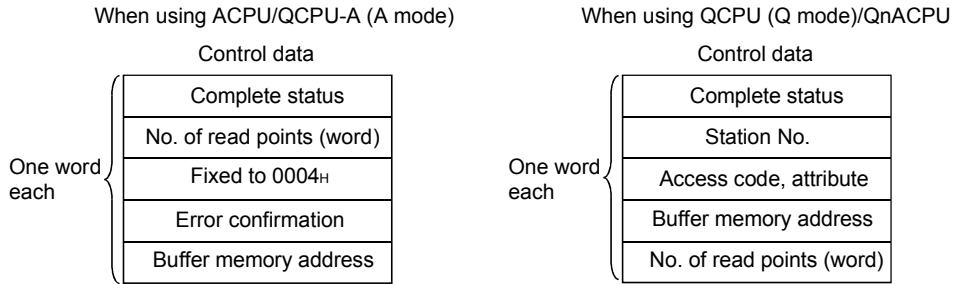 When using ACPU/QCPU-A (A mode)
Control data
Complete status
No. of read points (word)
Fixed to 0004H
Error confirmation
Buffer memory address
One word
each
When using QCPU (Q mode)/QnACPU
Control data
Complete status
Station No.
Access code, attribute
Buffer memory address
No. of read points (word)
One word
each